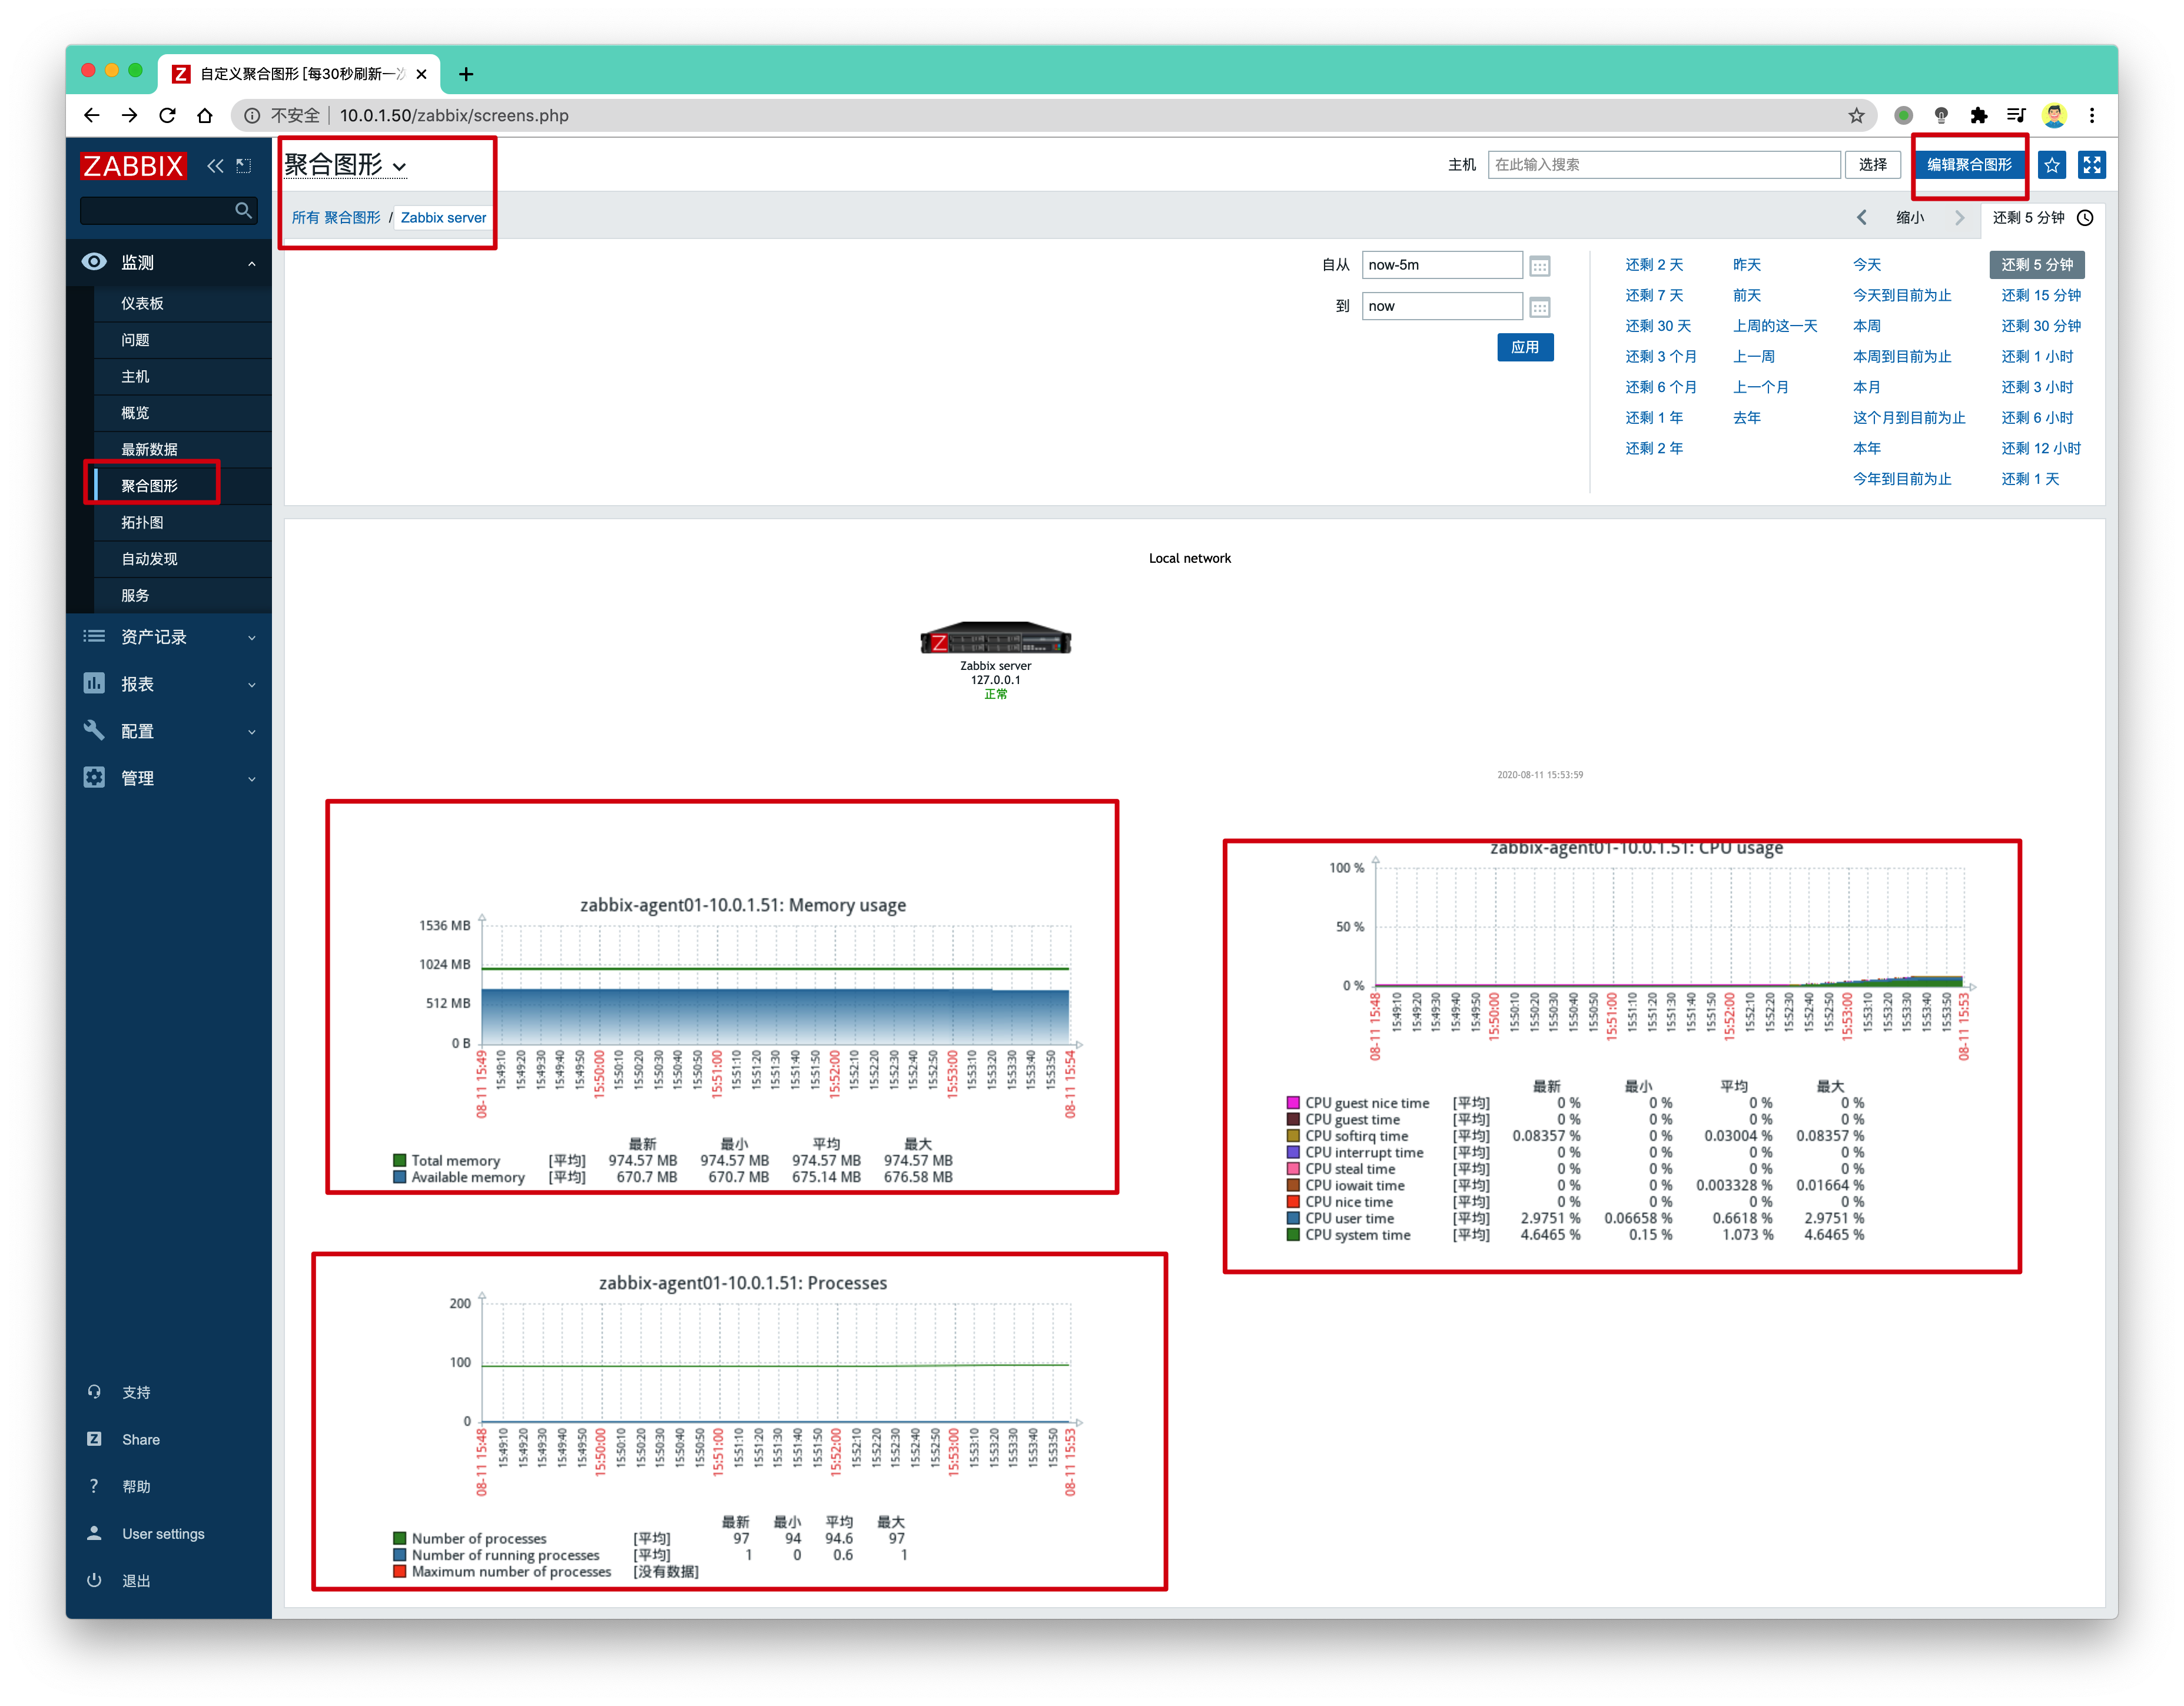 自定义聚合图形 [每30秒刷新一次
不安全 10.0.1.50/zabbix/screens.php
ZABBIX
监测
仪表板
问题
主机
概览
最新数据
聚合图形
拓扑图
自动发现
服务
资产记录
报表
配置
管理
支持
Share
帮助
User settings
退出
聚合图形
主机 在此输入搜索 选择 编辑聚合图形
所有 聚合图形 / Zabbix server
缩小 还剩 5 分钟
自从 now-5m
到 now
应用
还剩 2 天 昨天 今天 还剩 5 分钟
还剩 7 天 前天 今天到目前为止 还剩 15 分钟
还剩 30 天 上周的这一天 本周 还剩 30 分钟
还剩 3 个月 上一周 本周到目前为止 还剩 1 小时
还剩 6 个月 上一个月 本月 还剩 3 小时
还剩 1 年 去年 这个月到目前为止 还剩 6 小时
还剩 2 年 本年 还剩 12 小时
今年到目前为止 还剩 1 天
Local network
Zabbix server
127.0.0.1
正常
2020-08-11 15:53:59
zabbix-agent01-10.0.1.51: Memory usage
1536 MB
1024 MB
512 MB
0 B
08-11 15:49 15:49:10 15:49:20 15:49:30 15:49:40 15:49:50 15:50:00 15:50:10 15:50:20 15:50:30 15:50:40 15:50:50 15:51:00 15:51:10 15:51:20 15:51:30 15:51:40 15:51:50 15:52:00 15:52:10 15:52:20 15:52:30 15:52:40 15:52:50 15:53:00 15:53:10 15:53:20 15:53:30 15:53:40 15:53:50 08-11 15:54
最新 最小 平均 最大
Total memory [平均] 974.57 MB 974.57 MB 974.57 MB 974.57 MB
Available memory [平均] 670.7 MB 670.7 MB 675.14 MB 676.58 MB
zabbix-agent01-10.0.1.51: CPU usage
100 %
50 %
0 %
08-11 15:48 15:49:10 15:49:20 15:49:30 15:49:40 15:49:50 15:50:00 15:50:10 15:50:20 15:50:30 15:50:40 15:50:50 15:51:00 15:51:10 15:51:20 15:51:30 15:51:40 15:51:50 15:52:00 15:52:10 15:52:20 15:52:30 15:52:40 15:52:50 15:53:00 15:53:10 15:53:20 15:53:30 15:53:40 15:53:50 08-11 15:53
最新 最小 平均 最大
CPU guest nice time [平均] 0 % 0 % 0 % 0 %
CPU guest time [平均] 0 % 0 % 0 % 0 %
CPU softirq time [平均] 0.08357 % 0 % 0.03004 % 0.08357 %
CPU interrupt time [平均] 0 % 0 % 0 % 0 %
CPU steal time [平均] 0 % 0 % 0 % 0 %
CPU iowait time [平均] 0 % 0 % 0.003328 % 0.01664 %
CPU nice time [平均] 0 % 0 % 0 % 0 %
CPU user time [平均] 2.9751 % 0.06658 % 0.6618 % 2.9751 %
CPU system time [平均] 4.6465 % 0.15 % 1.073 % 4.6465 %
zabbix-agent01-10.0.1.51: Processes
200
100
0
08-11 15:48 15:49:10 15:49:20 15:49:30 15:49:40 15:49:50 15:50:00 15:50:10 15:50:20 15:50:30 15:50:40 15:50:50 15:51:00 15:51:10 15:51:20 15:51:30 15:51:40 15:51:50 15:52:00 15:52:10 15:52:20 15:52:30 15:52:40 15:52:50 15:53:00 15:53:10 15:53:20 15:53:30 15:53:40 15:53:50 08-11 15:53
最新 最小 平均 最大
Number of processes [平均] 97 94 94.6 97
Number of running processes [平均] 1 0 0.6 1
Maximum number of processes [没有数据]